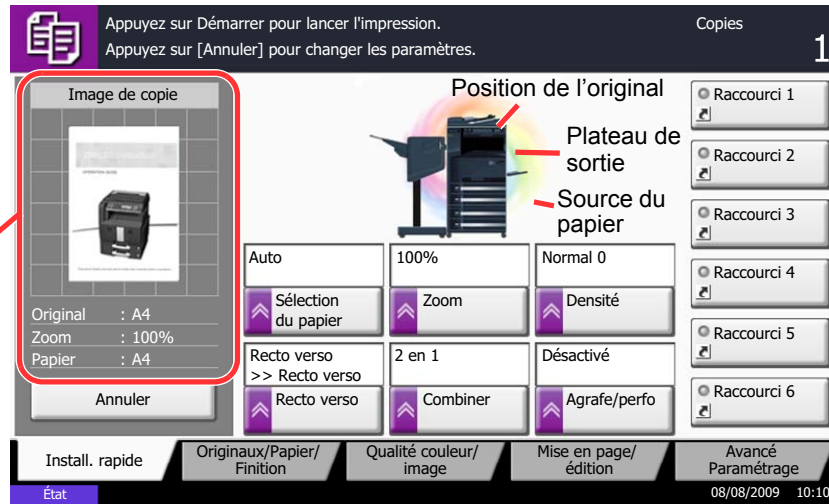 Appuyez sur Démarrer pour lancer l'impression.
Appuyez sur [Annuler] pour changer les paramètres.
Copies
1
Image de copie
OPERATION GUIDE
Original : A4
Zoom : 100%
Papier : A4
Annuler
Position de l’original
Plateau de
sortie
Source du
papier
Auto
Sélection
du papier
100%
Zoom
Normal 0
Densité
Recto verso
>> Recto verso
Recto verso
2 en 1
Combiner
Désactivé
Agrafe/perfo
Raccourci 1
Raccourci 2
Raccourci 3
Raccourci 4
Raccourci 5
Raccourci 6
Install. rapide
Originaux/Papier/
Finition
Qualité couleur/
image
Mise en page/
édition
Avancé
Paramétrage
État
08/08/2009 10:10